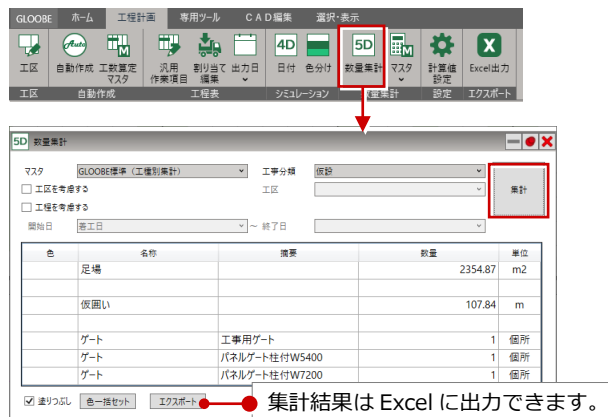 GLOOBE ホーム 工程計画 専用ツール CAD編集 選択・表示
4D 5D X
Auto M M
工区 自動作成 工数算定マスタ 汎用作業項目 割り当て編集 出力日 日付 色分け 数量集計 マスタ 計算値設定 Excel出力
工区 自動作成 工程表 シミュレーション 数量集計 設定 エクスポート
5D 数量集計
マスタ GLOOBE標準（工種別集計） 工事分類 仮設 集計
工区を考慮する 工区
工程を考慮する
開始日 着工日 ～ 終了日
色 名称 摘要 数量 単位
足場 2354.87 m2
仮囲い 107.84 m
ゲート 工事用ゲート 1 個所
ゲート パネルゲート柱付W5400 1 個所
ゲート パネルゲート柱付W7200 1 個所
塗りつぶし 色一括セット エクスポート 集計結果は Excel に出力できます。